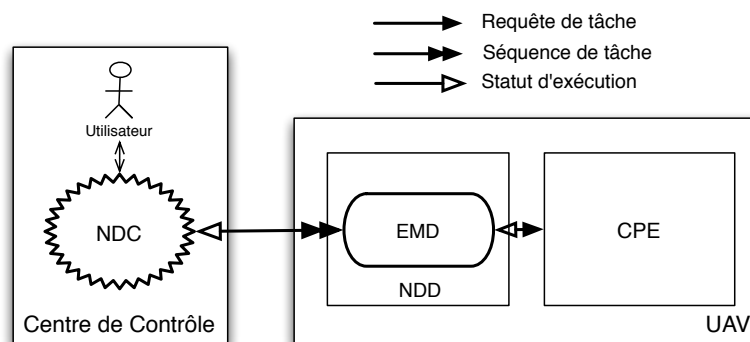 Requête de tâche
Séquence de tâche
Statut d'exécution
Utilisateur
NDC
Centre de Contrôle
EMD
NDD
CPE
UAV